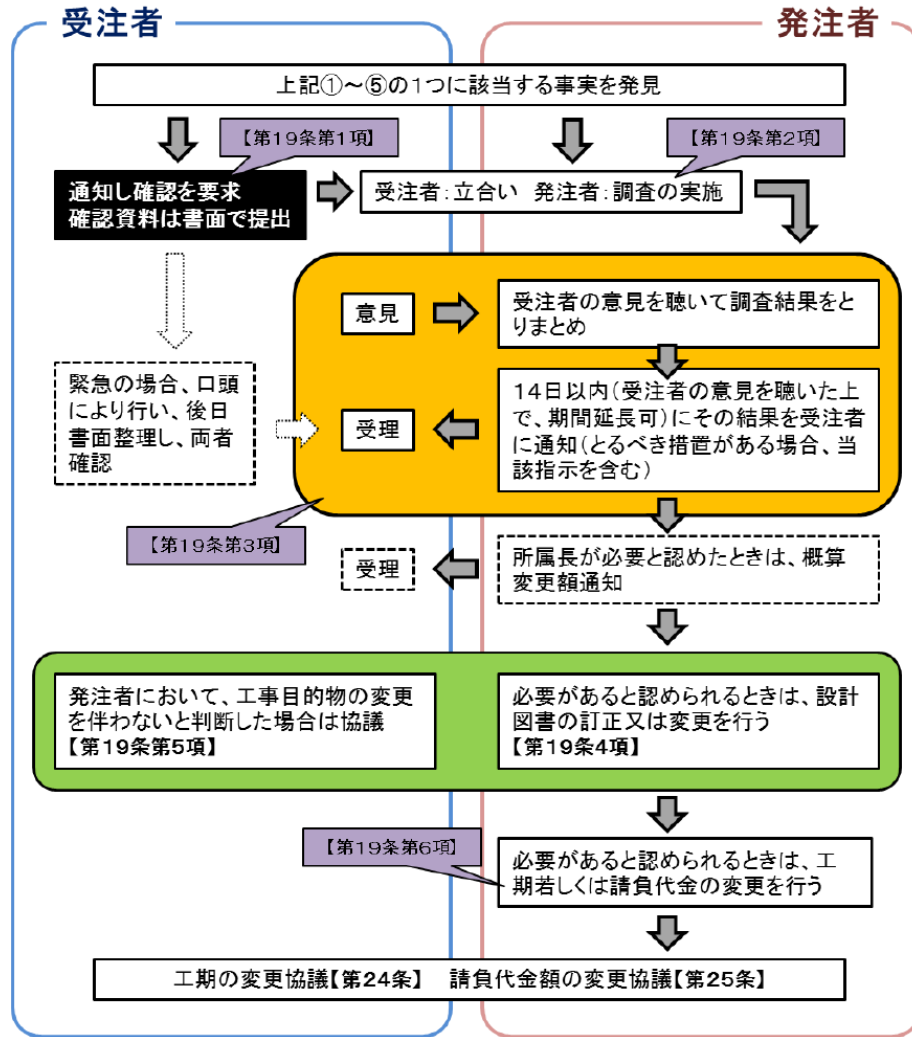 受注者
発注者
上記①～⑤の1つに該当する事実を発見
【第19条第1項】
【第19条第2項】
通知し確認を要求
確認資料は書面で提出
受注者：立合い　発注者：調査の実施
意見
受注者の意見を聴いて調査結果をと
りまとめ
緊急の場合、口頭
により行い、後日
書面整理し、両者
確認
受理
14日以内(受注者の意見を聴いた上
で、期間延長可)にその結果を受注者
に通知(とるべき措置がある場合、当
該指示を含む)
【第19条第3項】
受理
所属長が必要と認めたときは、概算
変更額通知
発注者において、工事目的物の変更
を伴わないと判断した場合は協議
【第19条第5項】
必要があると認められるときは、設計
図書の訂正又は変更を行う
【第19条4項】
【第19条第6項】
必要があると認められるときは、工
期若しくは請負代金の変更を行う
工期の変更協議【第24条】　請負代金額の変更協議【第25条】